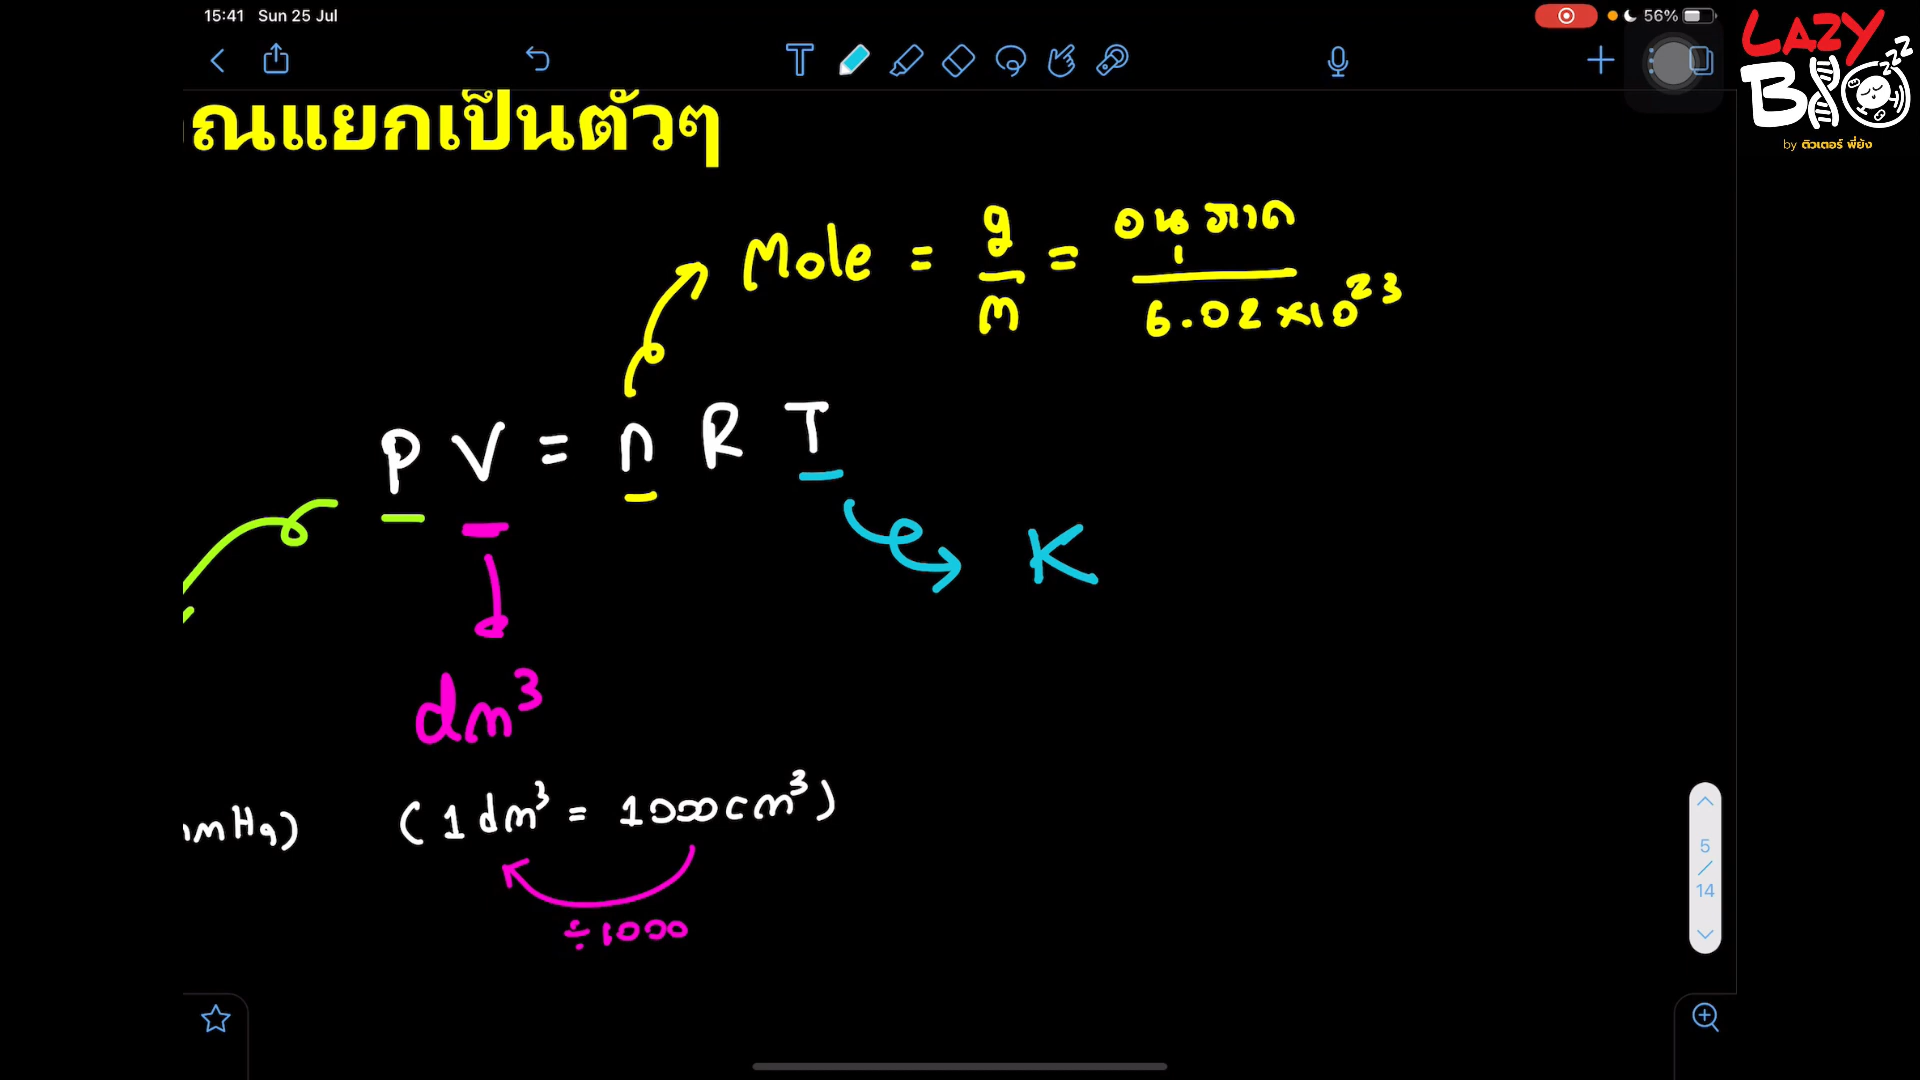 15:41 Sun 25 Jul
56%
LAZY
BIO zzz
by ติวเตอร์ พี่ยัง
ณแยกเป็นตัวๆ
Mole = g/m = อนุภาค/6.02×10²³
PV = nRT
K
dm³
mmHg) (1 dm³ = 1000 cm³)
÷1000
5
/
14